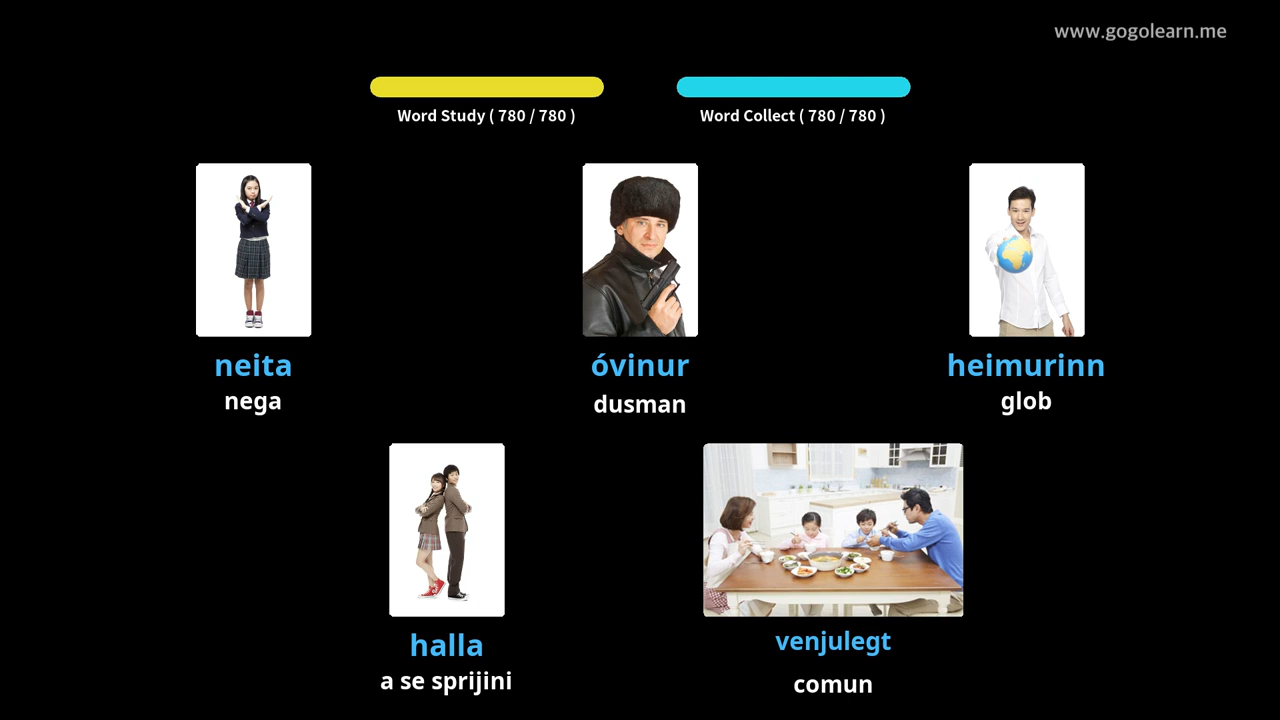 www.gogolearn.me
Word Study ( 780 / 780 )
Word Collect ( 780 / 780 )
neita
nega
óvinur
dusman
heimurinn
glob
halla
a se sprijini
venjulegt
comun